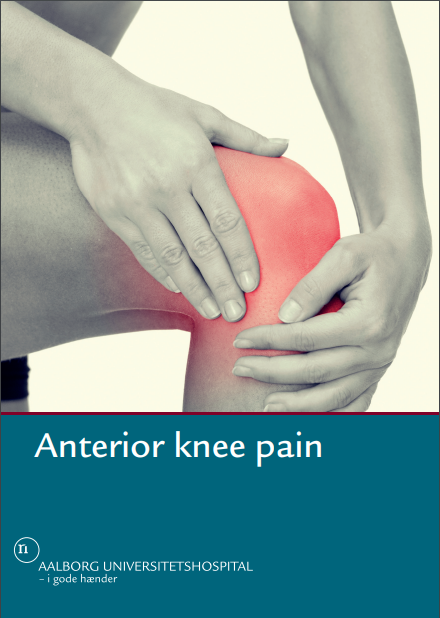 Anterior knee pain
n
AALBORG UNIVERSITETSHOSPITAL
– i gode hænder